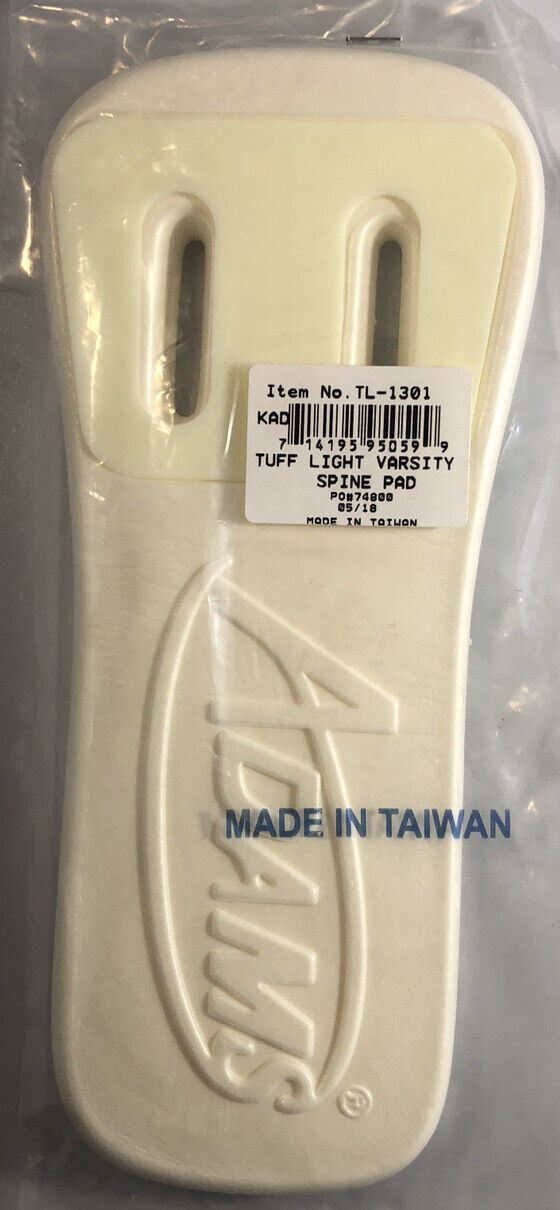 Item No. TL-1301
KAD
7 14195 95059 9
TUFF LIGHT VARSITY
SPINE PAD
PO#74800
05/18
MADE IN TAIWAN
MADE IN TAIWAN
ADAMS®